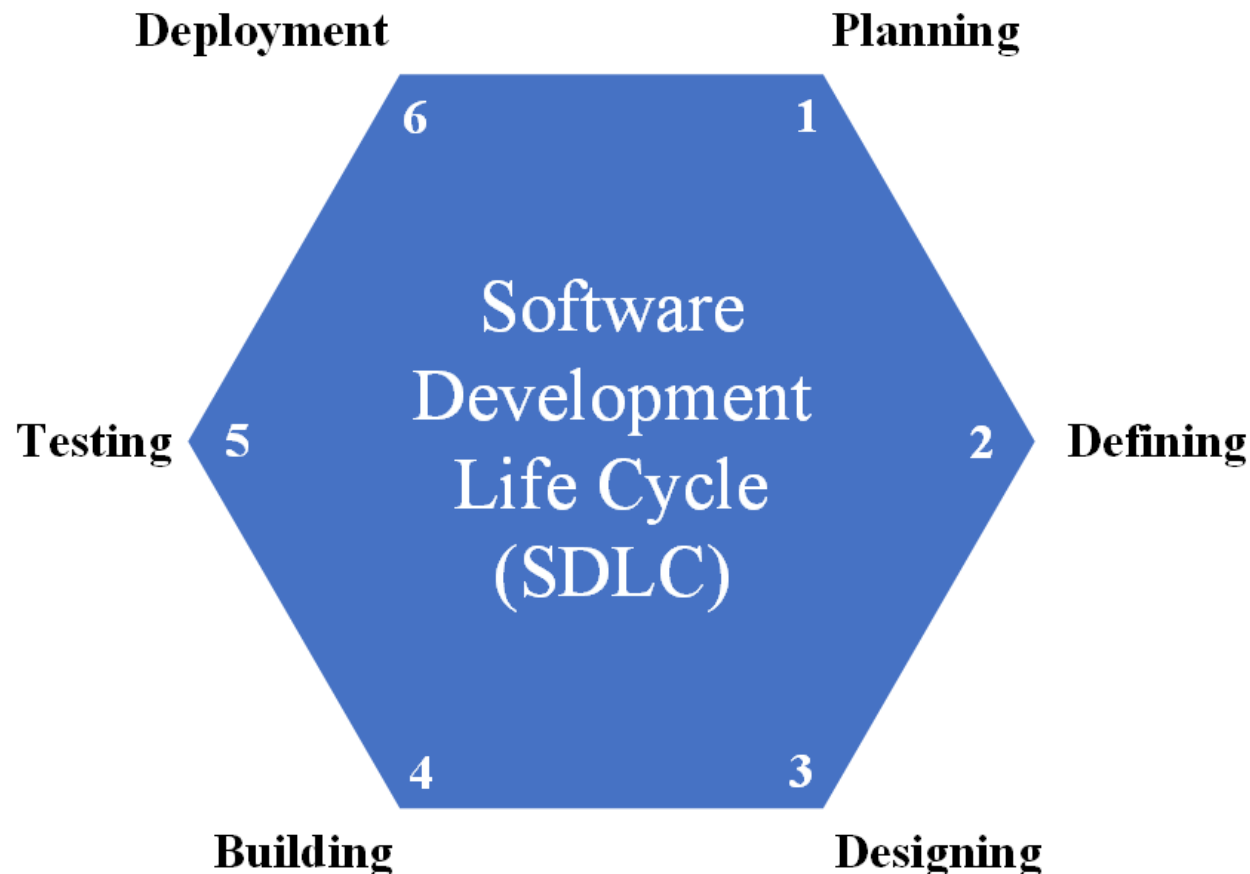 Deployment
Planning
6
1
Software
Development
Life Cycle
(SDLC)
Testing
5
2
Defining
4
3
Building
Designing